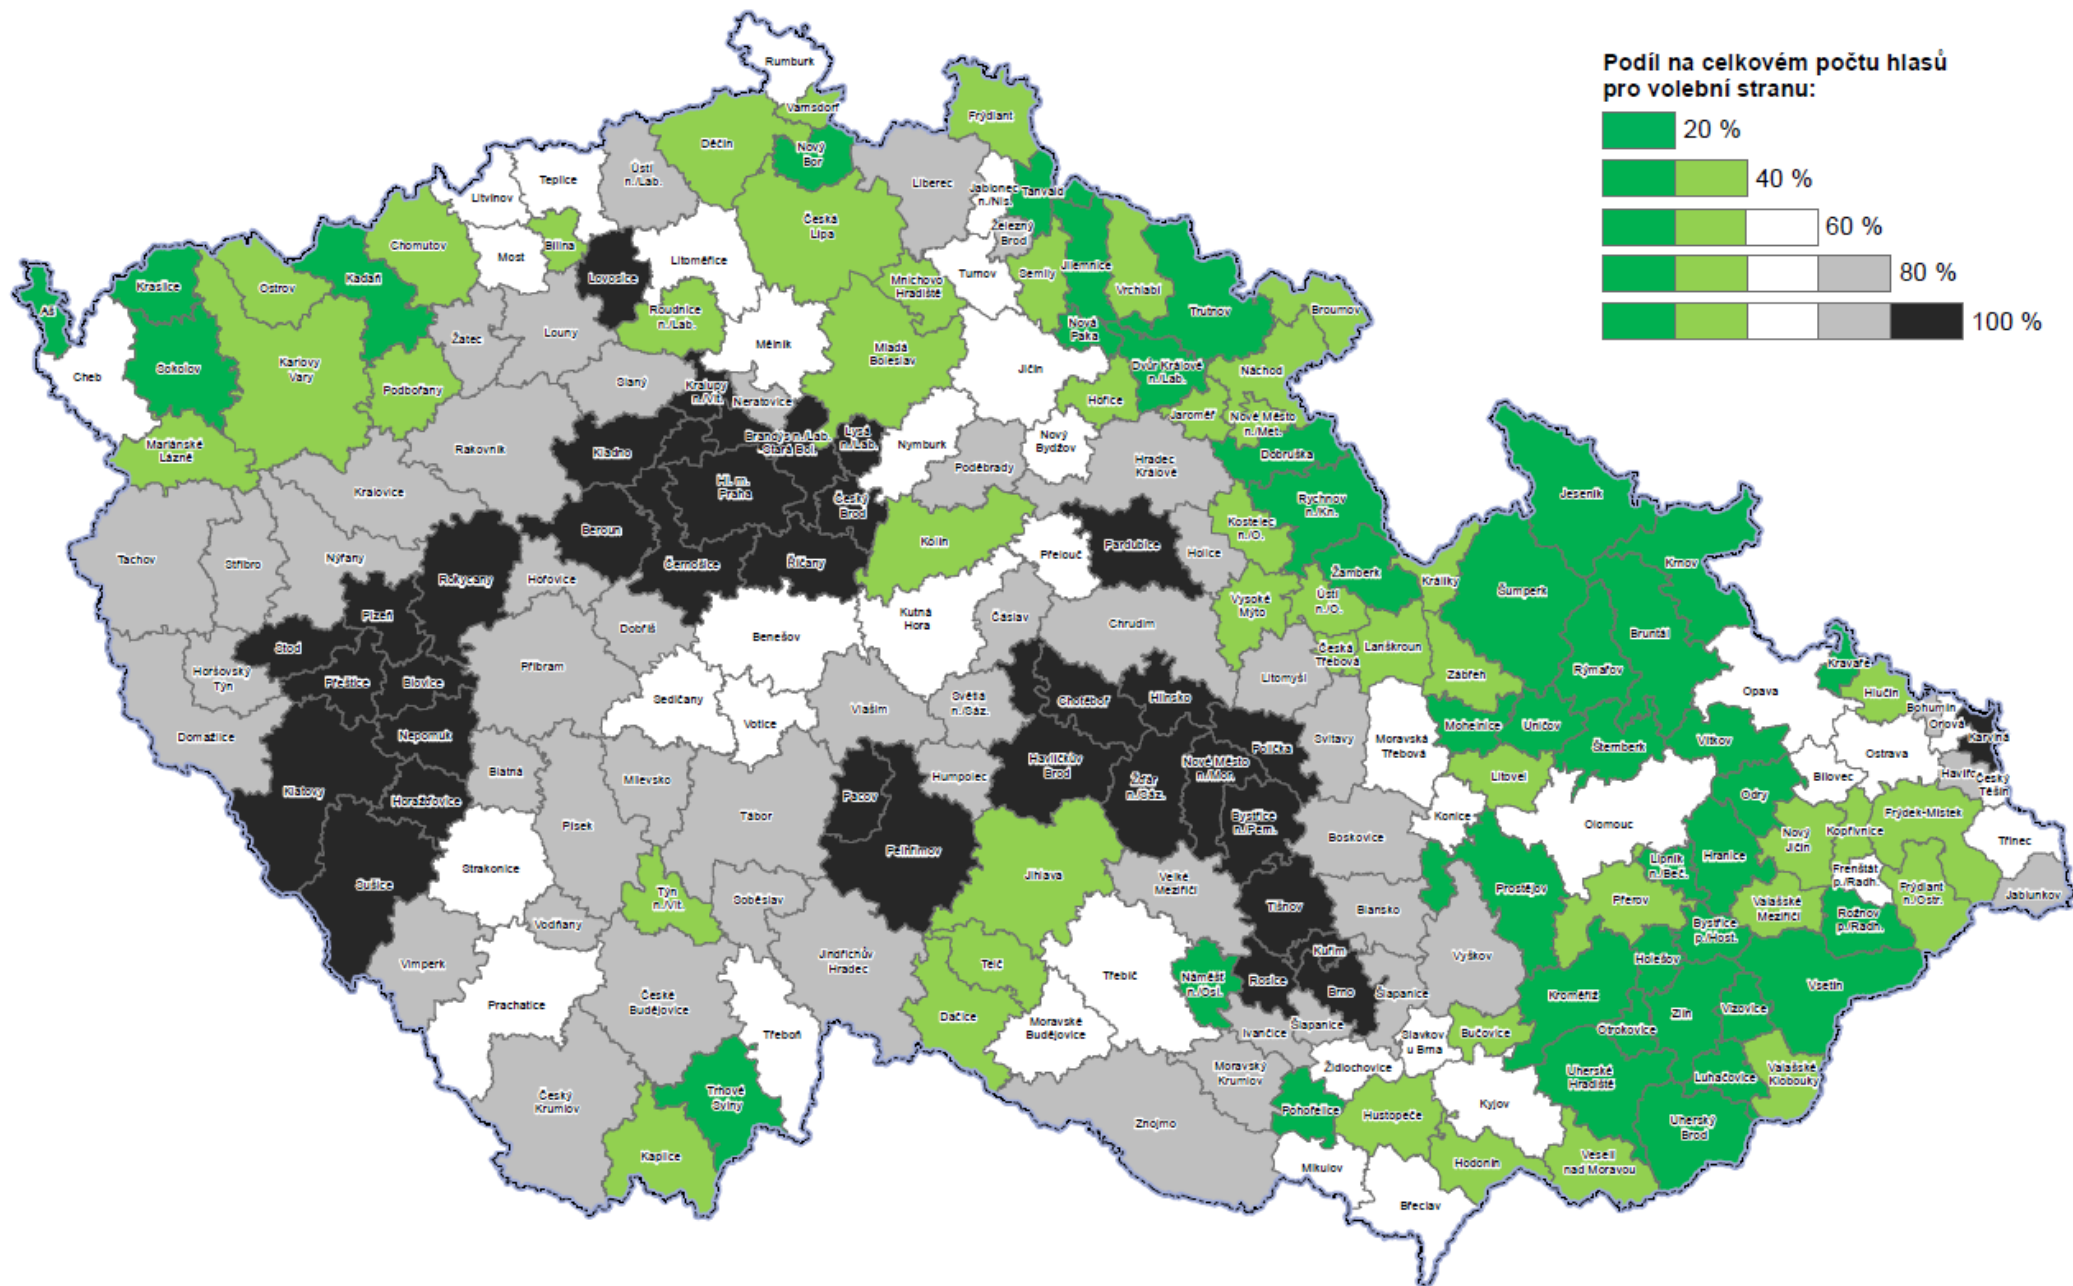 Podíl na celkovém počtu hlasů
pro volební stranu:
20 %
40 %
60 %
80 %
100 %
Rumburk
Varnsdorf
Frýdlant
Děčín
Nový
Bor
Ústí
n./Lab.
Liberec
Teplice
Litvínov
Jablonec
n./Nis.
Tanvald
Železný
Brod
Česká
Lípa
Chomutov
Bílina
Most
Litoměřice
Lovosice
Turnov
Semily
Jilemnice
Vrchlabí
Trutnov
Broumov
Mnichovo
Hradiště
Kraslice
Ostrov
Kadaň
Aš
Roudnice
n./Lab.
Louny
Žatec
Nová
Paka
Mělník
Mladá
Boleslav
Jičín
Dvůr Králové
n./Lab.
Náchod
Sokolov
Karlovy
Vary
Cheb
Podbořany
Slaný
Kralupy
n./Vlt.
Neratovice
Hořice
Jaroměř
Nové Město
n./Met.
Mariánské
Lázně
Rakovník
Kladno
Brandýs n./Lab.
Stará Bol.
Lysá
n./Lab.
Nymburk
Nový
Bydžov
Poděbrady
Hradec
Králové
Dobruška
Kralovice
Hl. m.
Praha
Český
Brod
Rychnov
n./Kn.
Jeseník
Beroun
Kolín
Kostelec
n./O.
Tachov
Stříbro
Nýřany
Rokycany
Hořovice
Černošice
Říčany
Přelouč
Pardubice
Holice
Žamberk
Králíky
Šumperk
Krnov
Plzeň
Dobříš
Benešov
Kutná
Hora
Čáslav
Chrudim
Vysoké
Mýto
Ústí
n./O.
Česká
Třebová
Lanškroun
Bruntál
Rýmařov
Stod
Horšovský
Týn
Přeštice
Blovice
Příbram
Sedlčany
Votice
Vlašim
Světlá
n./Sáz.
Chotěboř
Hlinsko
Litomyšl
Zábřeh
Opava
Kravaře
Hlučín
Bohumín
Orlová
Karviná
Domažlice
Nepomuk
Polička
Svitavy
Moravská
Třebová
Mohelnice
Uničov
Šternberk
Vítkov
Ostrava
Bílovec
Český
Těšín
Klatovy
Horažďovice
Blatná
Milevsko
Tábor
Pacov
Humpolec
Havlíčkův
Brod
Žďár
n./Sáz.
Nové Město
n./Mor.
Bystřice
n./Pern.
Litovel
Odry
Písek
Pelhřimov
Boskovice
Konice
Olomouc
Nový
Jičín
Kopřivnice
Frýdek-Místek
Třinec
Sušice
Strakonice
Týn
n./Vlt.
Soběslav
Jihlava
Velké
Meziříčí
Tišnov
Blansko
Prostějov
Lipník
n./Beč.
Hranice
Frenštát
p./Radh.
Frýdlant
n./Ostr.
Jablunkov
Vodňany
Vimperk
Přerov
Valašské
Meziříčí
Rožnov
p./Radh.
Bystřice
p./Host.
Jindřichův
Hradec
Telč
Třebíč
Náměšť
n./Osl.
Rosice
Kuřim
Brno
Šlapanice
Vyškov
Holešov
Kroměříž
Vsetín
Prachatice
České
Budějovice
Třeboň
Dačice
Moravské
Budějovice
Ivančice
Šlapanice
Slavkov
u Brna
Bučovice
Otrokovice
Zlín
Vizovice
Český
Krumlov
Trhové
Sviny
Moravský
Krumlov
Židlochovice
Uherské
Hradiště
Luhačovice
Valašské
Klobouky
Znojmo
Pohořelice
Hustopeče
Kyjov
Uherský
Brod
Kaplice
Mikulov
Hodonín
Veselí
nad Moravou
Břeclav